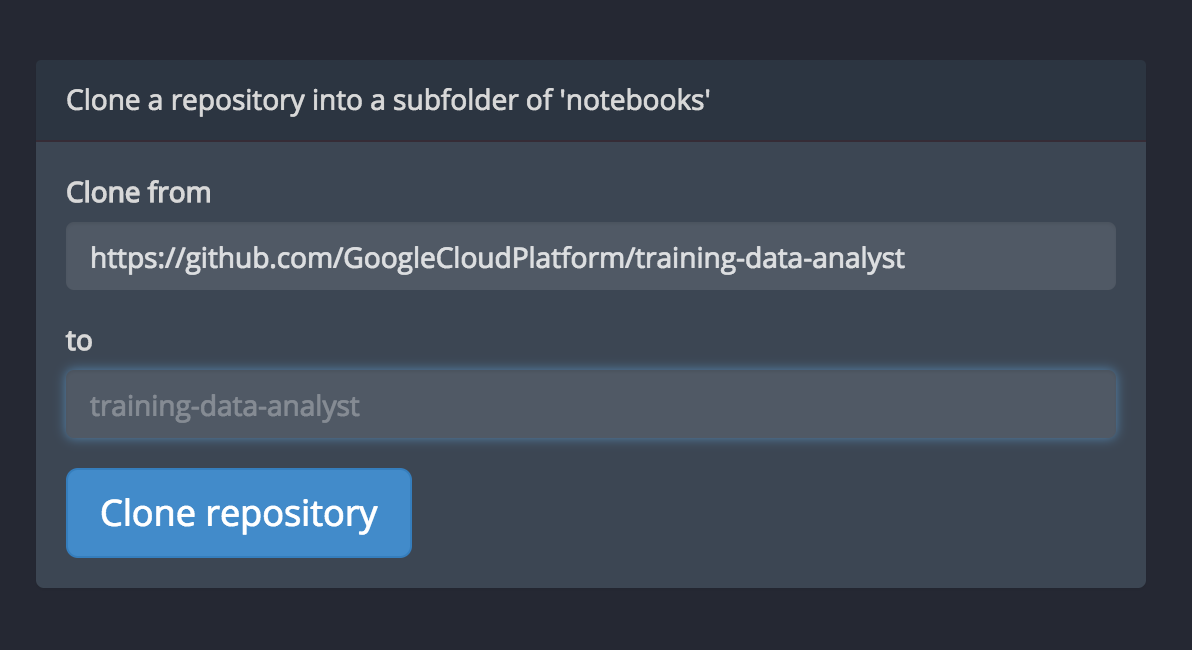 Clone a repository into a subfolder of 'notebooks'
Clone from
https://github.com/GoogleCloudPlatform/training-data-analyst
to
training-data-analyst
Clone repository